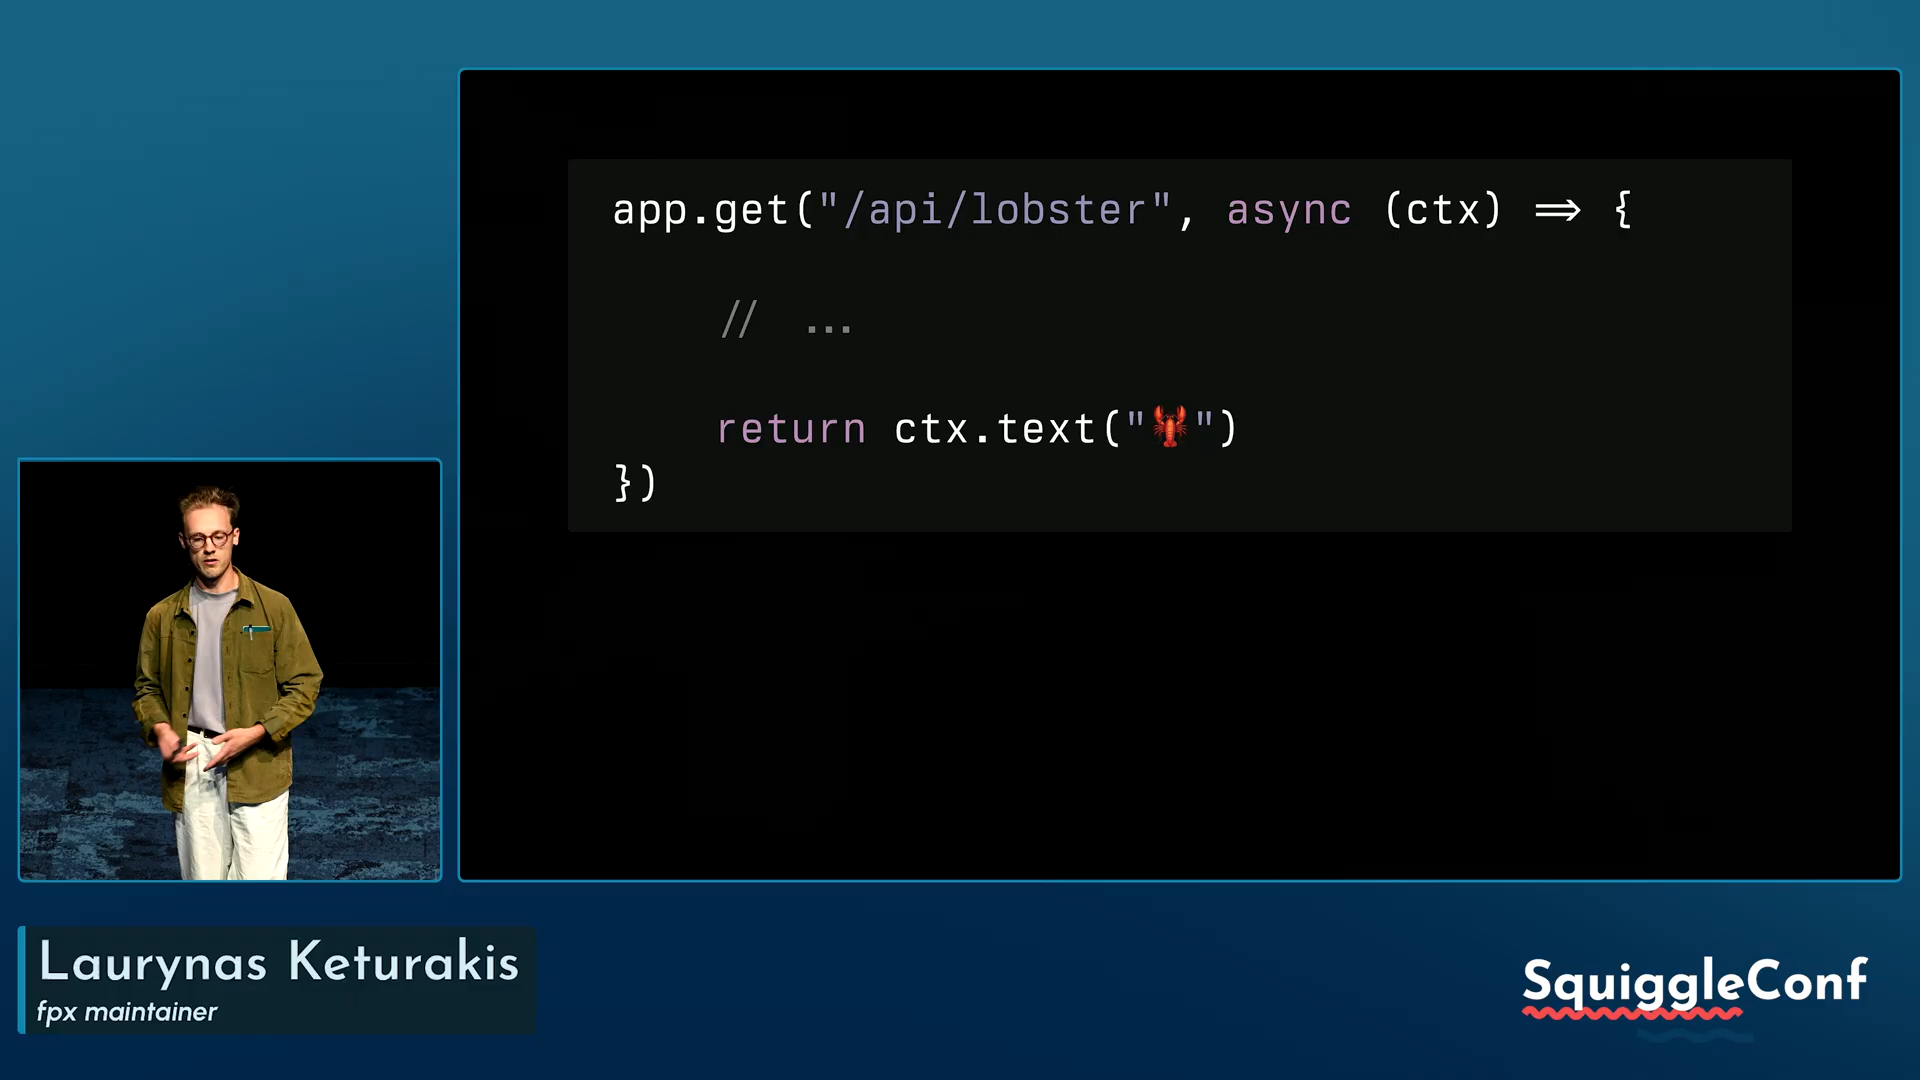 app.get("/api/lobster", async (ctx) => {
// ...
return ctx.text("🦞")
})
Laurynas Keturakis
fpx maintainer
SquiggleConf